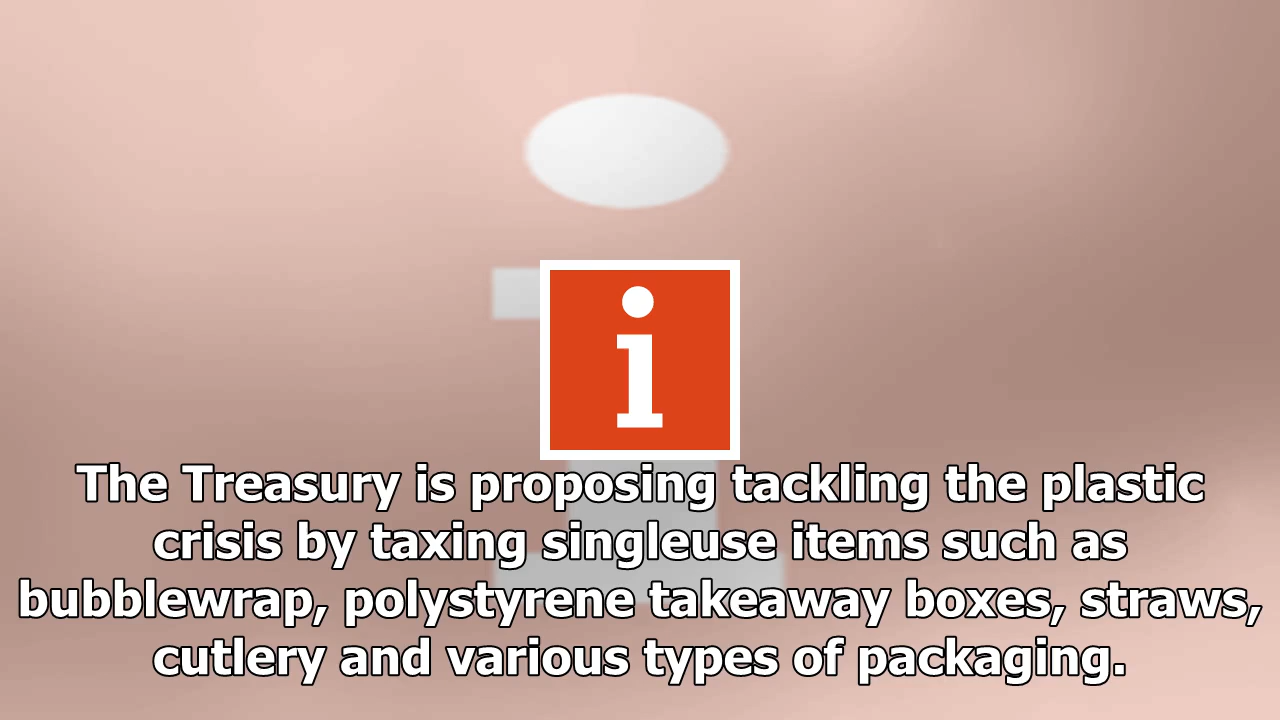 i
The Treasury is proposing tackling the plastic
crisis by taxing singleuse items such as
bubblewrap, polystyrene takeaway boxes, straws,
cutlery and various types of packaging.